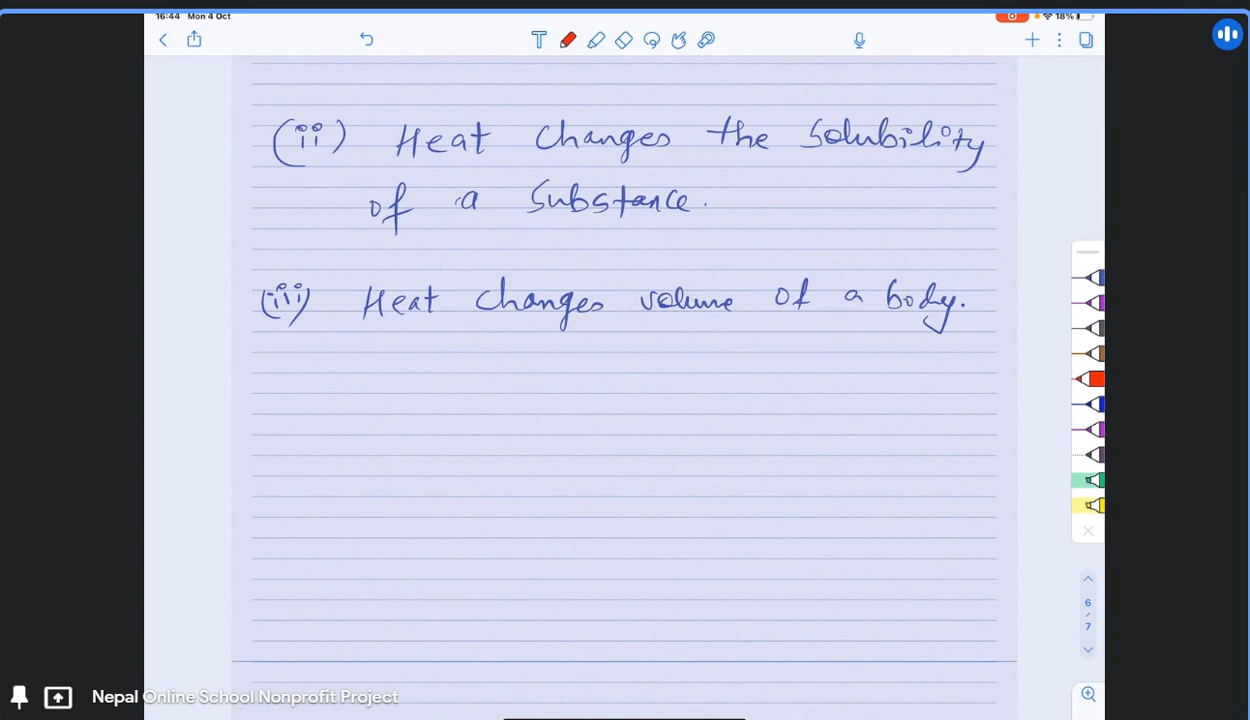 16:44 Mon 4 Oct
18%
T
(ii) Heat changes the solubility
of a substance.
(iii) Heat changes volume of a body.
6
/
7
Nepal Online School Nonprofit Project